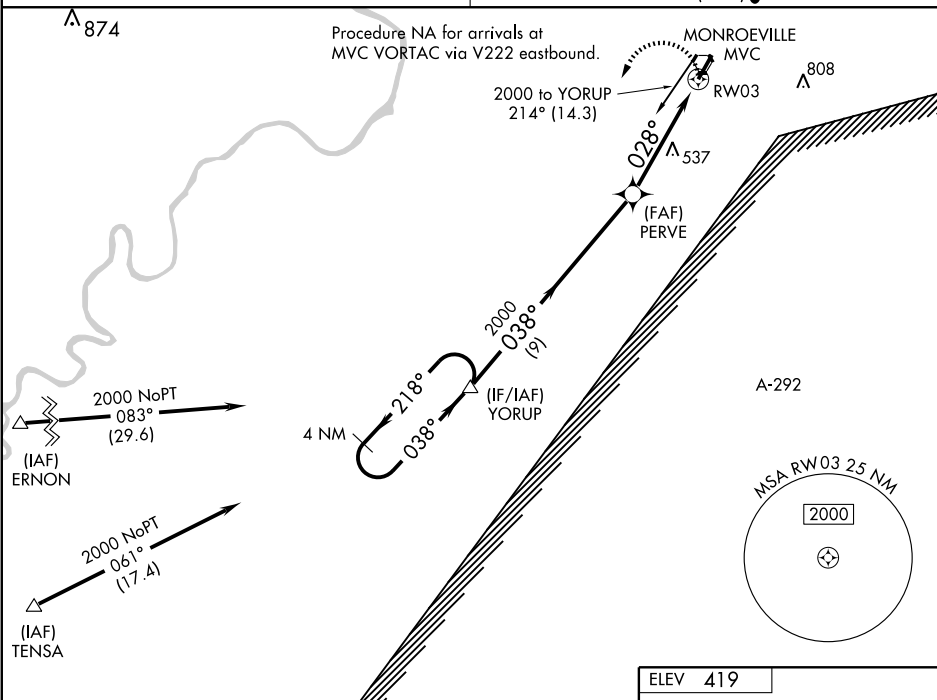 874
Procedure NA for arrivals at
MVC VORTAC via V222 eastbound.
MONROEVILLE
MVC
808
2000 to YORUP
214° (14.3)
RW03
028°
537
(FAF)
PERVE
2000
038°
(9)
218°
(IF/IAF)
YORUP
4 NM
038°
A-292
2000 NoPT
083°
(29.6)
(IAF)
ERNON
MSA RW03 25 NM
2000
2000 NoPT
061°
(17.4)
(IAF)
TENSA
ELEV 419